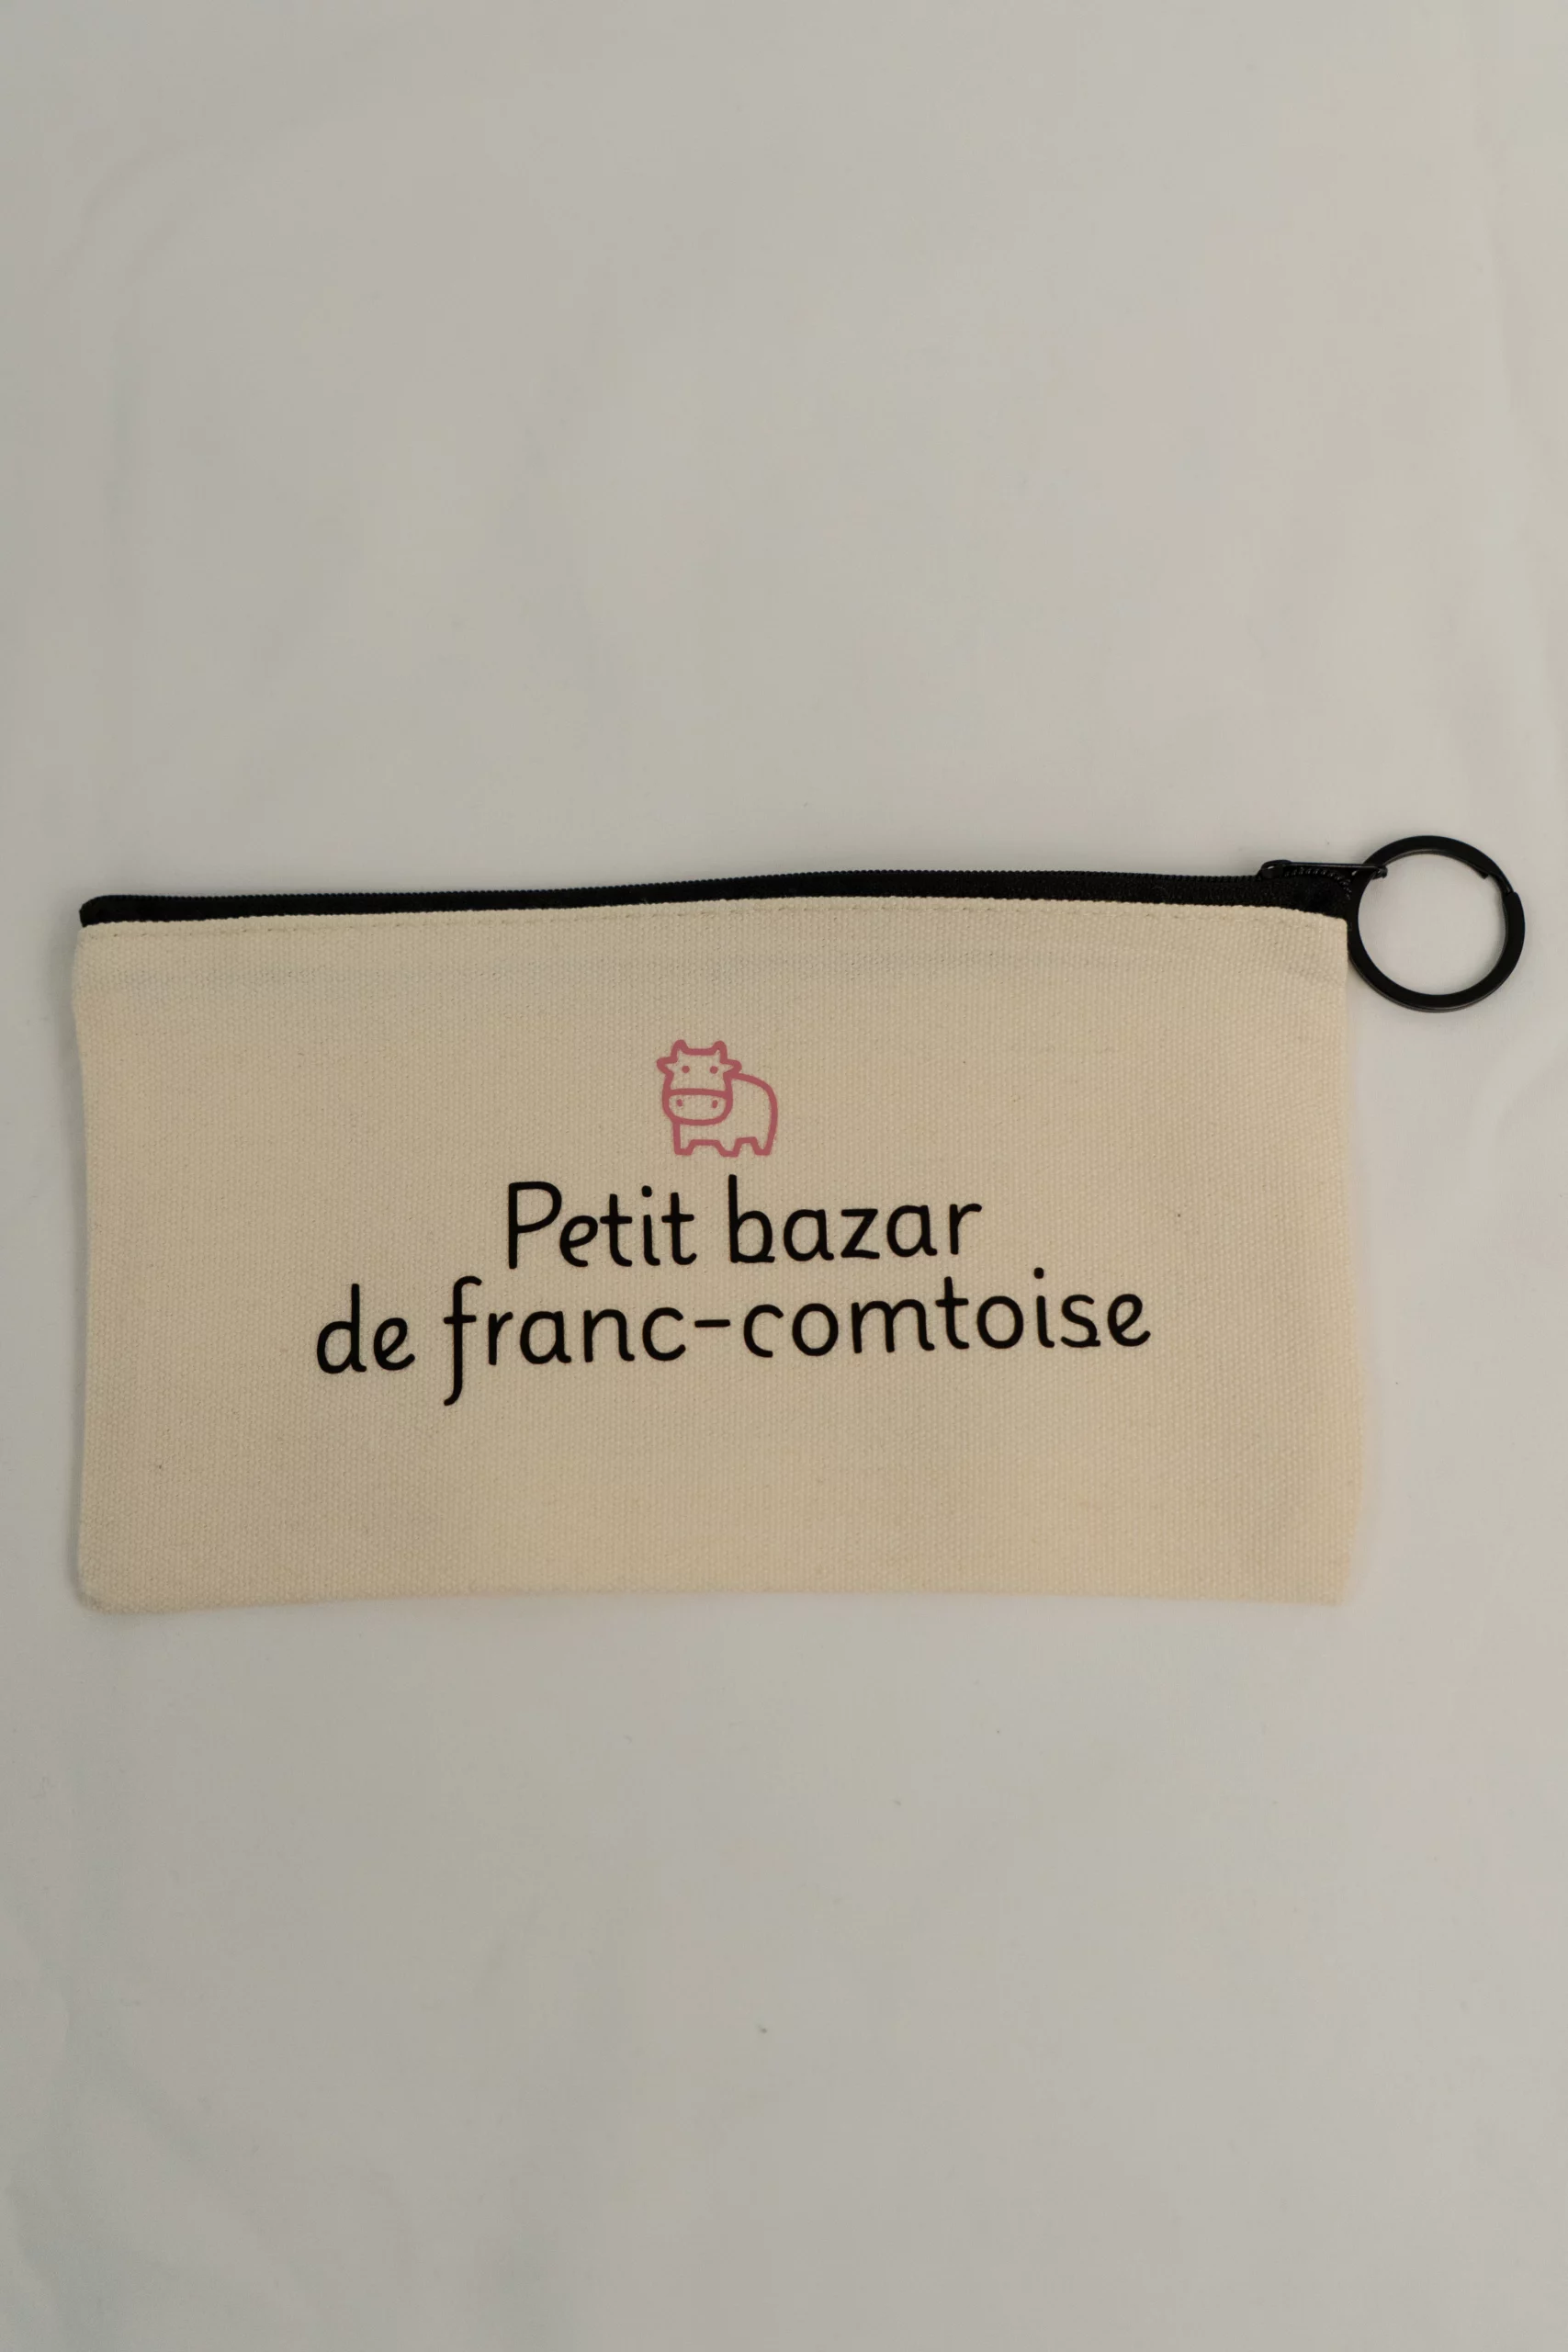 Petit bazar
de franc-comtoise